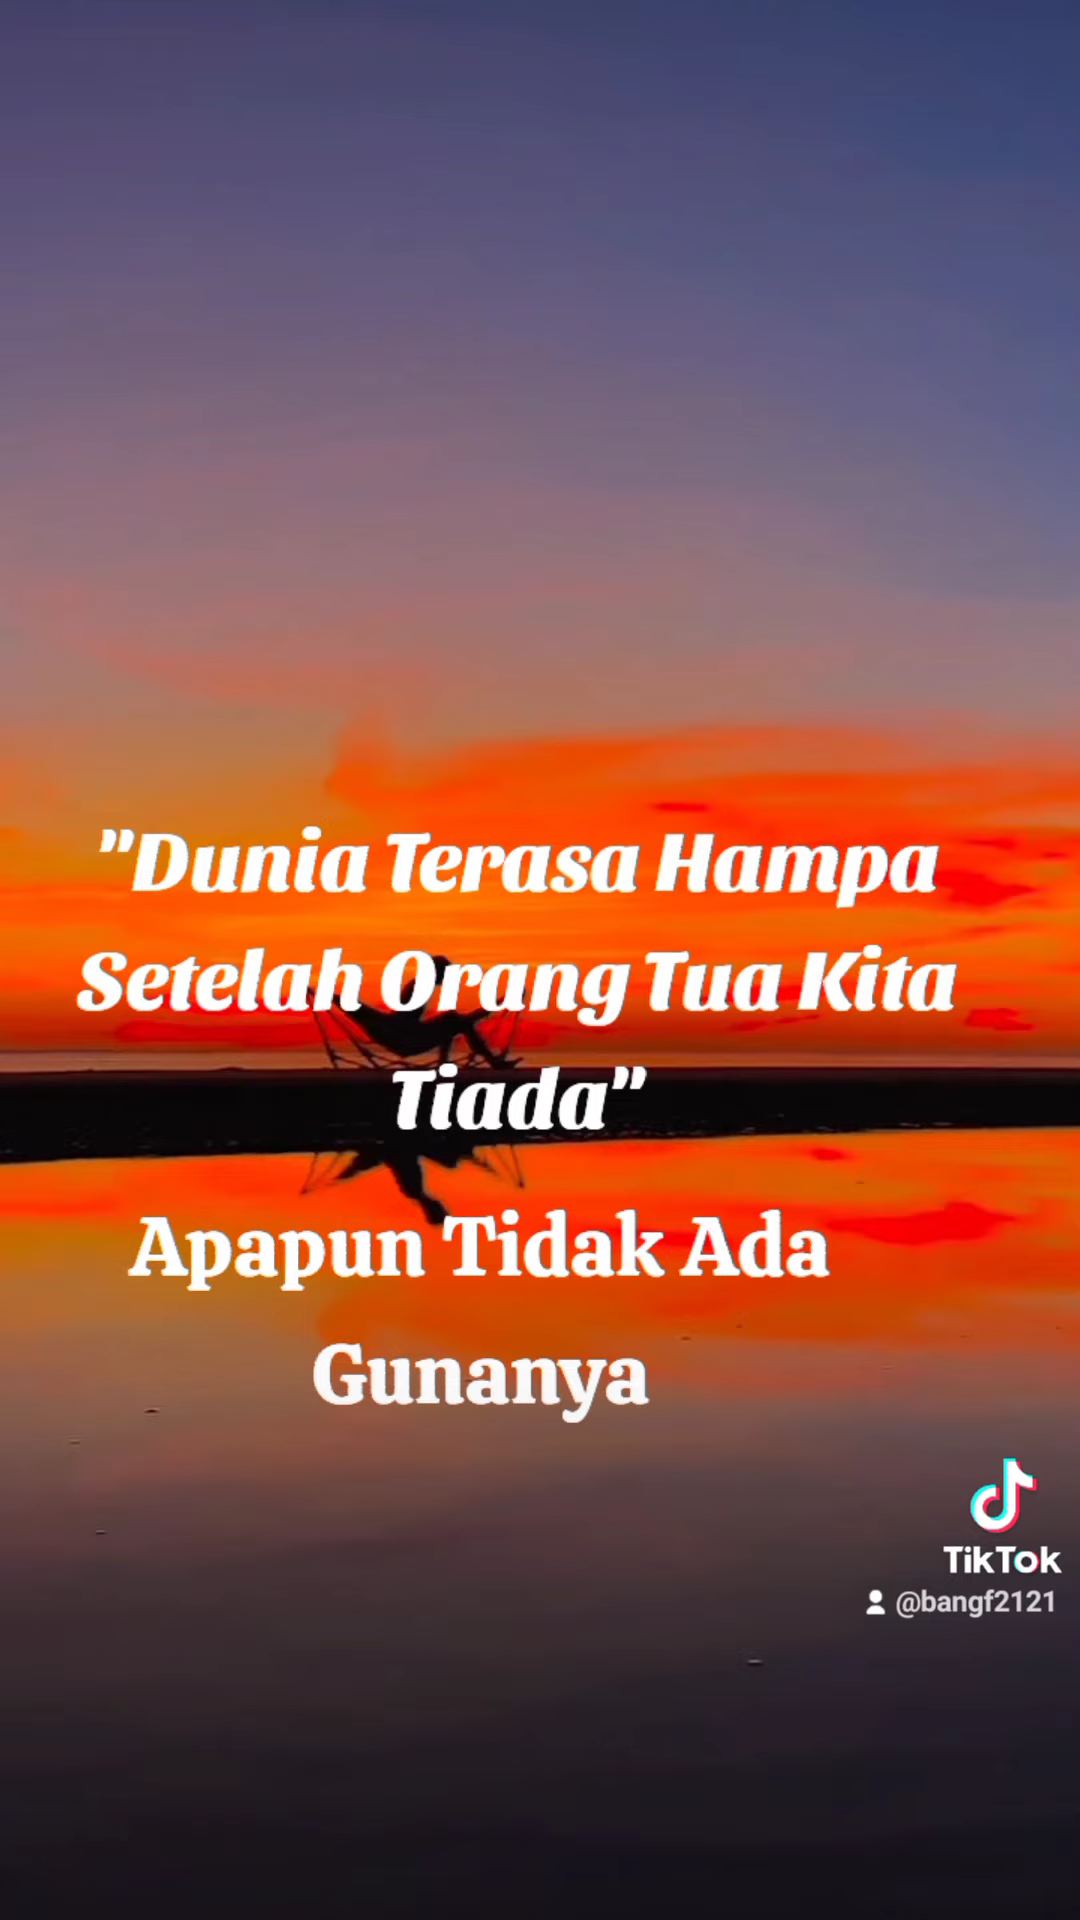 "Dunia Terasa Hampa
Setelah Orang Tua Kita
Tiada"
Apapun Tidak Ada
Gunanya
TikTok
@bangf2121